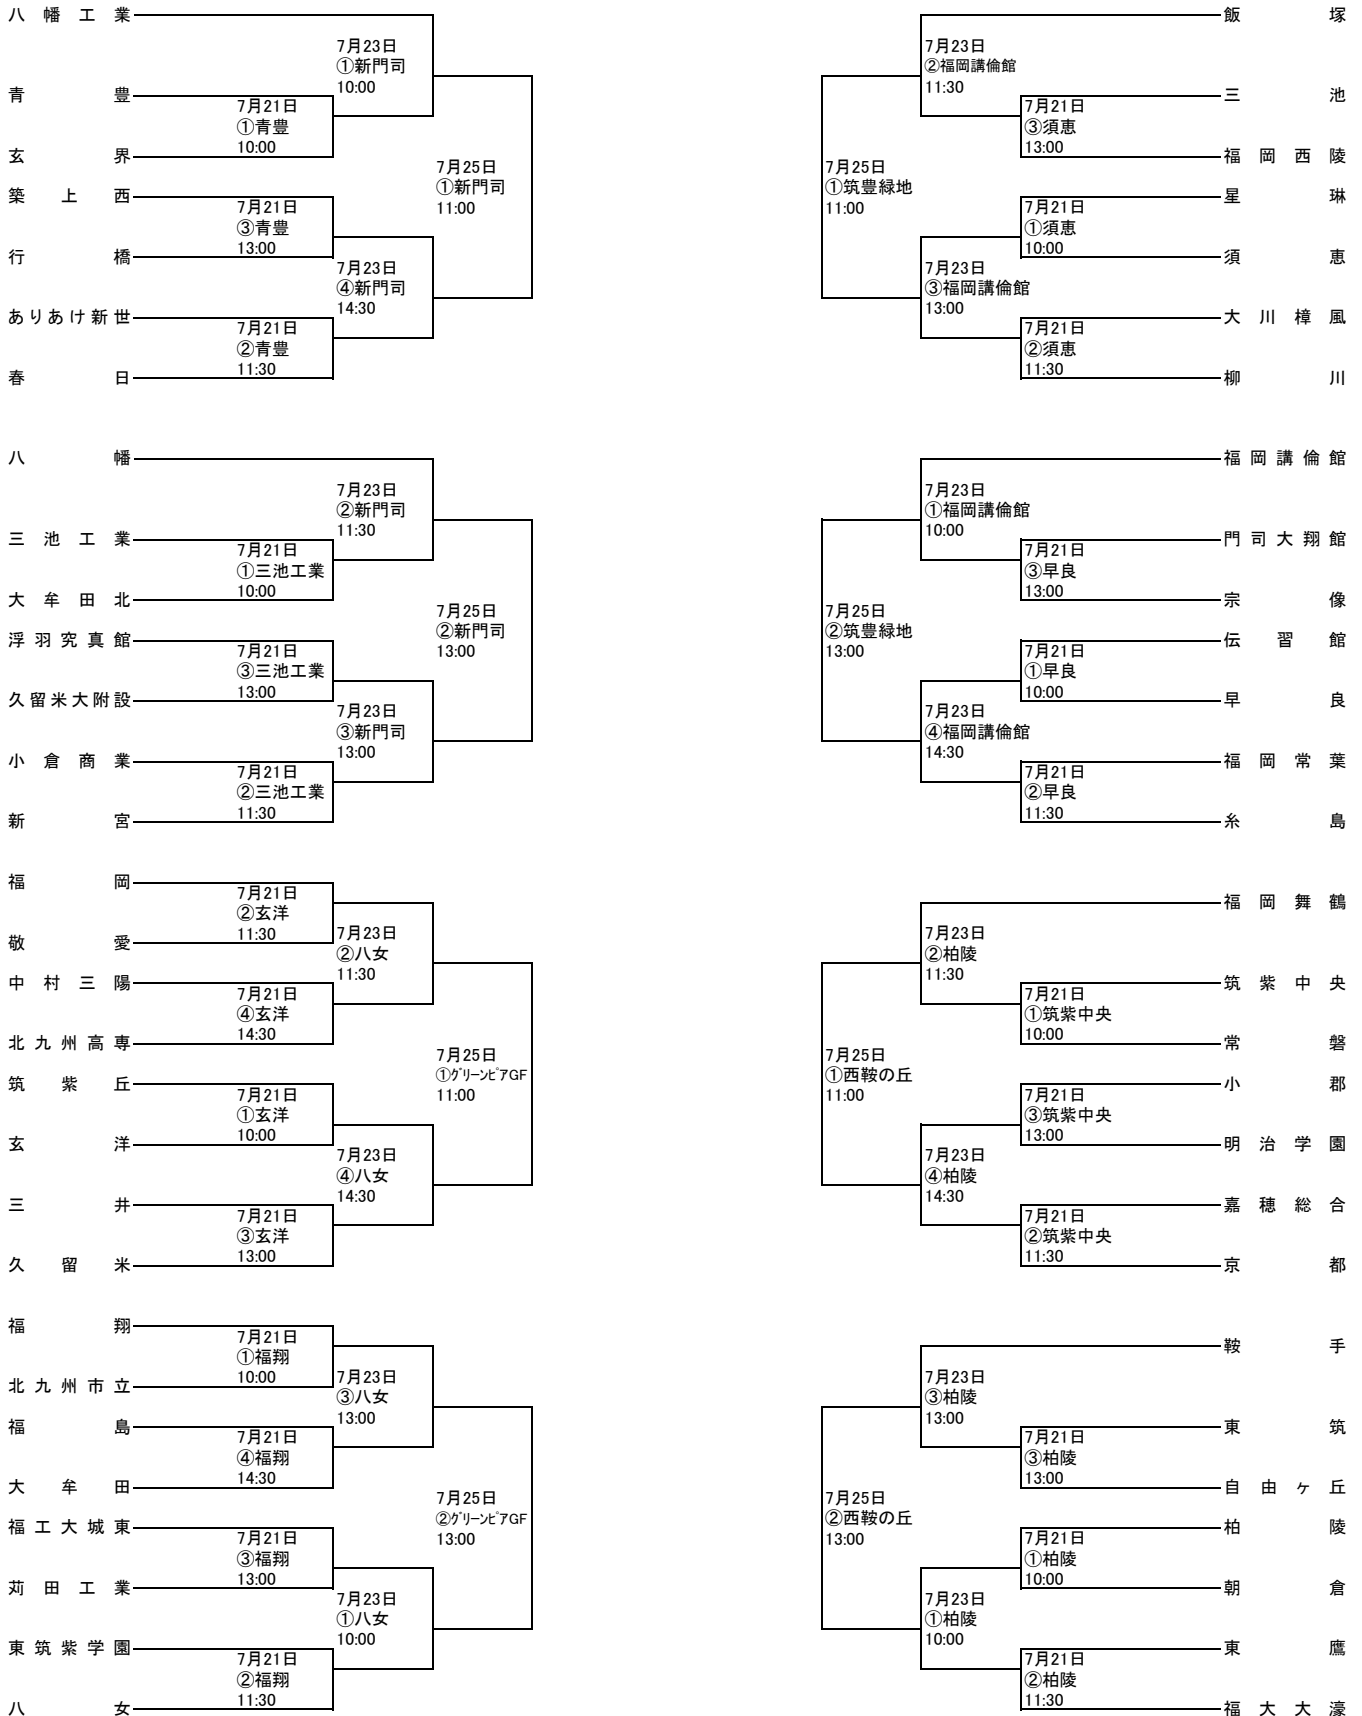 八幡工業
7月23日
①新門司
10:00
青豊
7月21日
①青豊
10:00
玄界
7月25日
①新門司
11:00
築上西
7月21日
③青豊
13:00
行橋
7月23日
④新門司
14:30
ありあけ新世
7月21日
②青豊
11:30
春日
八幡
7月23日
②新門司
11:30
三池工業
7月21日
①三池工業
10:00
大牟田北
7月25日
②新門司
13:00
浮羽究真館
7月21日
③三池工業
13:00
久留米大附設
7月23日
③新門司
13:00
小倉商業
7月21日
②三池工業
11:30
新宮
福岡
7月21日
②玄洋
11:30
敬愛
7月23日
②八女
11:30
中村三陽
7月21日
④玄洋
14:30
北九州高専
7月25日
①グリーンピアGF
11:00
筑紫丘
7月21日
①玄洋
10:00
玄洋
7月23日
④八女
14:30
三井
7月21日
③玄洋
13:00
久留米
福翔
7月21日
①福翔
10:00
北九州市立
7月23日
③八女
13:00
福島
7月21日
④福翔
14:30
大牟田
7月25日
②グリーンピアGF
13:00
福工大城東
7月21日
③福翔
13:00
苅田工業
7月23日
①八女
10:00
東筑紫学園
7月21日
②福翔
11:30
八女
飯塚
7月23日
②福岡講倫館
11:30
三池
7月21日
③須恵
13:00
福岡西陵
7月25日
①筑豊緑地
11:00
星琳
7月21日
①須恵
10:00
須恵
7月23日
③福岡講倫館
13:00
大川樟風
7月21日
②須恵
11:30
柳川
福岡講倫館
7月23日
①福岡講倫館
10:00
門司大翔館
7月21日
③早良
13:00
宗像
7月25日
②筑豊緑地
13:00
伝習館
7月21日
①早良
10:00
早良
7月23日
④福岡講倫館
14:30
福岡常葉
7月21日
②早良
11:30
糸島
福岡舞鶴
7月23日
②柏陵
11:30
筑紫中央
7月21日
①筑紫中央
10:00
常磐
7月25日
①西鞍の丘
11:00
小郡
7月21日
③筑紫中央
13:00
明治学園
7月23日
④柏陵
14:30
嘉穂総合
7月21日
②筑紫中央
11:30
京都
鞍手
7月23日
③柏陵
13:00
東筑
7月21日
③柏陵
13:00
自由ヶ丘
7月25日
②西鞍の丘
13:00
柏陵
7月21日
①柏陵
10:00
朝倉
7月23日
①柏陵
10:00
東鷹
7月21日
②柏陵
11:30
福大大濠